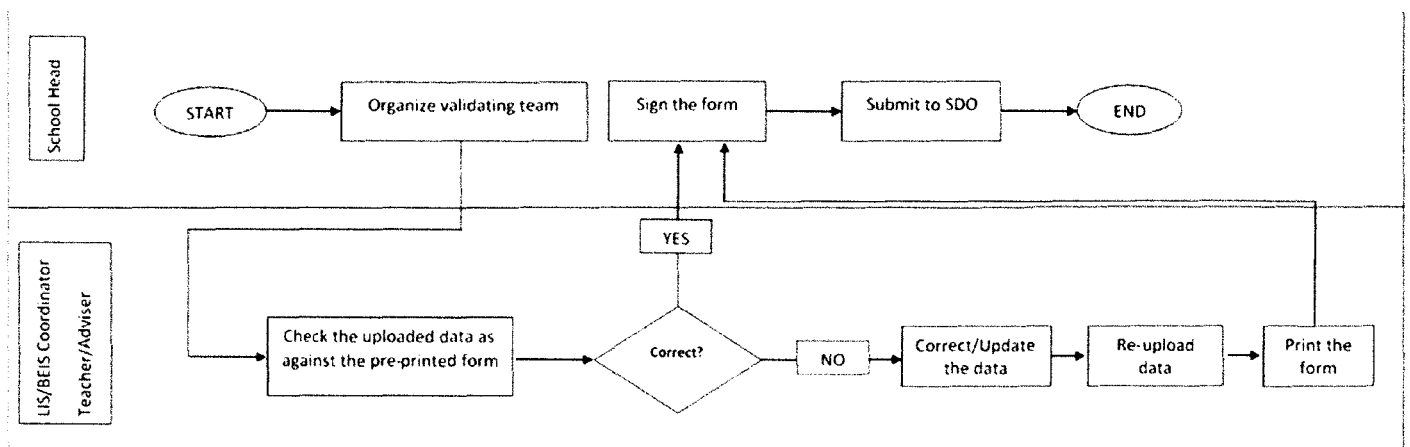 School Head
START
Organize validating team
Sign the form
Submit to SDO
END
YES
LIS/BEIS Coordinator
Teacher/Adviser
Check the uploaded data as
against the pre-printed form
Correct?
NO
Correct/Update
the data
Re-upload
data
Print the
form